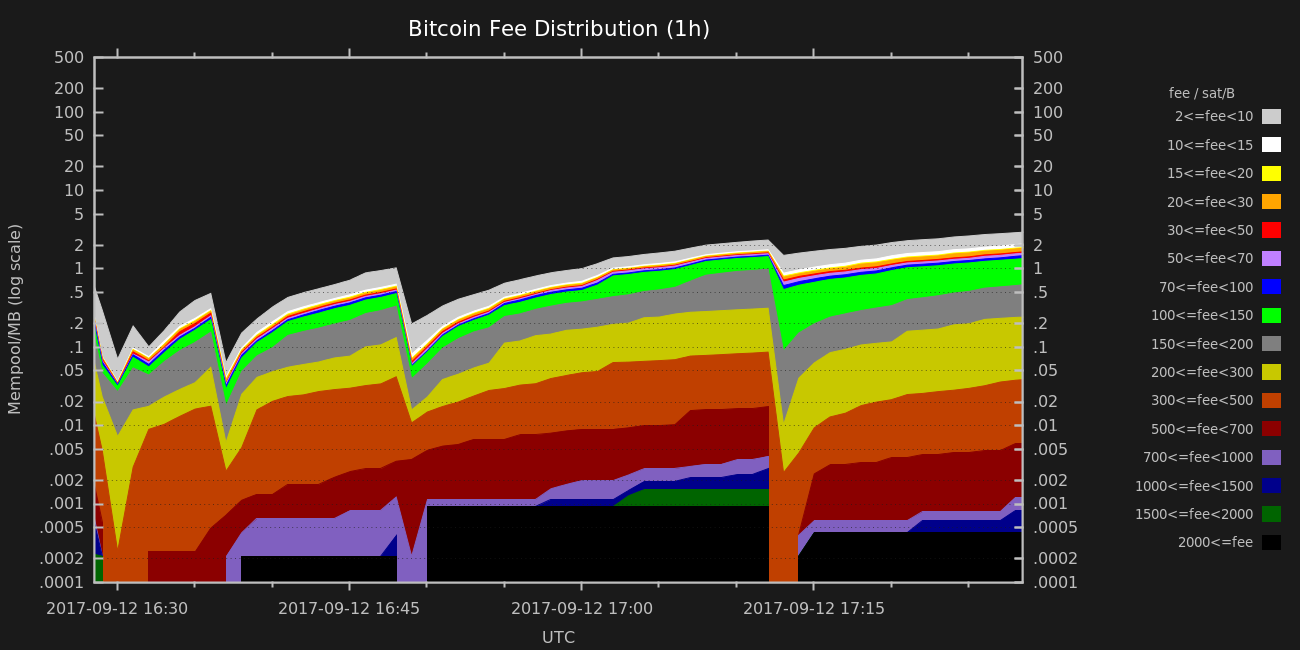 Bitcoin Fee Distribution (1h)
500 500
200 200
100 100
50 50
20 20
10 10
5 5
2 2
1 1
.5 .5
.2 .2
.1 .1
.05 .05
.02 .02
.01 .01
.005 .005
.002 .002
.001 .001
.0005 .0005
.0002 .0002
.0001 .0001
Mempool/MB (log scale)
2017-09-12 16:30 2017-09-12 16:45 2017-09-12 17:00 2017-09-12 17:15
UTC
fee / sat/B
2<=fee<10
10<=fee<15
15<=fee<20
20<=fee<30
30<=fee<50
50<=fee<70
70<=fee<100
100<=fee<150
150<=fee<200
200<=fee<300
300<=fee<500
500<=fee<700
700<=fee<1000
1000<=fee<1500
1500<=fee<2000
2000<=fee